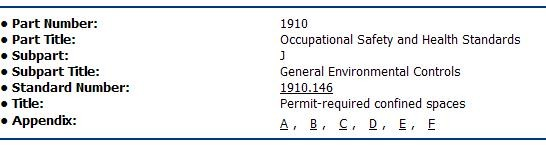 • Part Number: 1910
• Part Title: Occupational Safety and Health Standards
• Subpart: J
• Subpart Title: General Environmental Controls
• Standard Number: 1910.146
• Title: Permit-required confined spaces
• Appendix: A , B , C , D , E , F